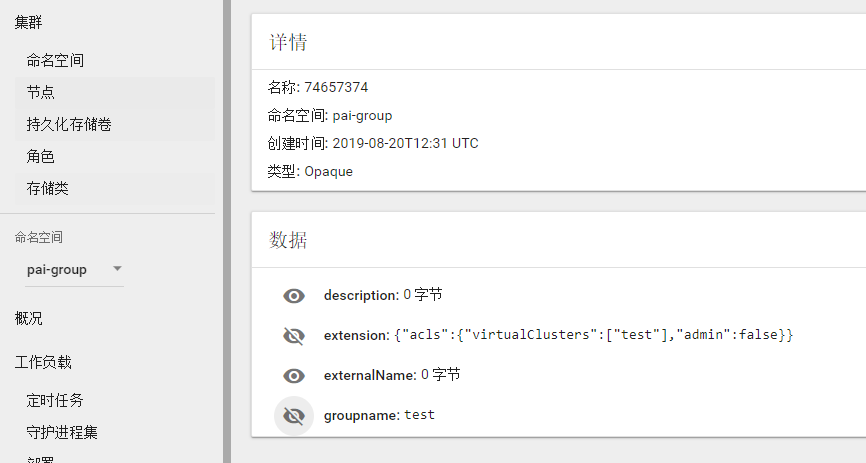 集群
命名空间
节点
持久化存储卷
角色
存储类
命名空间
pai-group
概况
工作负载
定时任务
守护进程集
部署
详情
名称: 74657374
命名空间: pai-group
创建时间: 2019-08-20T12:31 UTC
类型: Opaque
数据
description: 0 字节
extension: {"acls":{"virtualClusters":["test"],"admin":false}}
externalName: 0 字节
groupname: test